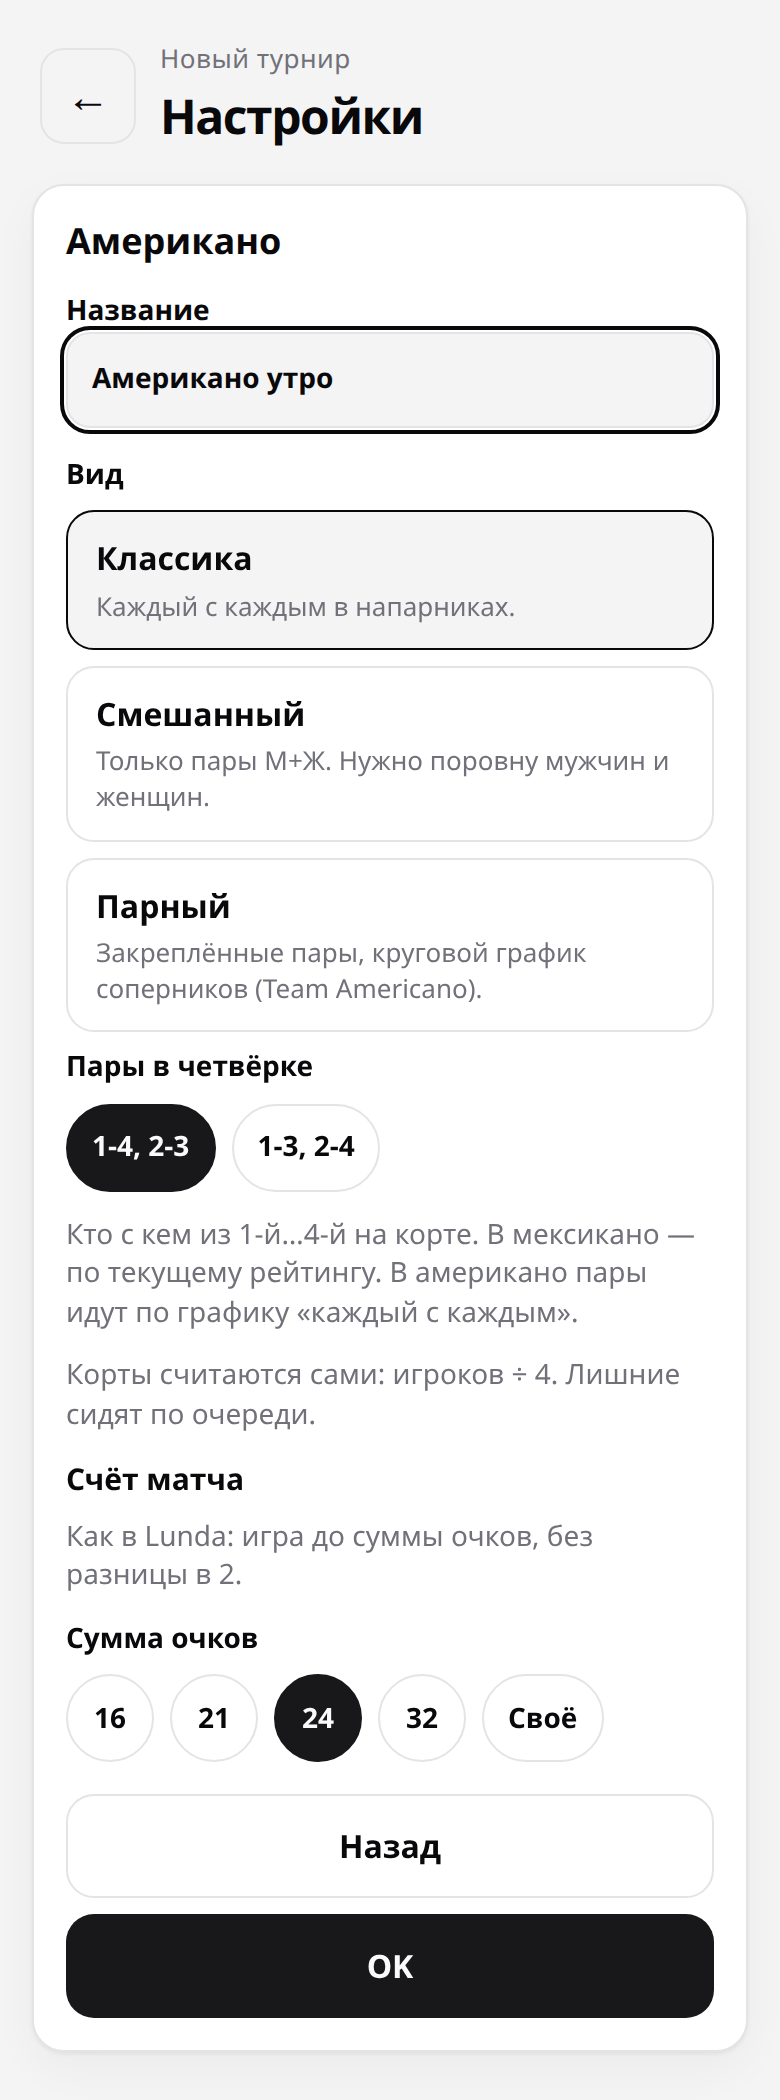 Новый турнир
←
Настройки
Американо
Название
Американо утро
Вид
Классика
Каждый с каждым в напарниках.
Смешанный
Только пары М+Ж. Нужно поровну мужчин и
женщин.
Парный
Закреплённые пары, круговой график
соперников (Team Americano).
Пары в четвёрке
1-4, 2-3
1-3, 2-4
Кто с кем из 1-й…4-й на корте. В мексикано —
по текущему рейтингу. В американо пары
идут по графику «каждый с каждым».
Корты считаются сами: игроков ÷ 4. Лишние
сидят по очереди.
Счёт матча
Как в Lunda: игра до суммы очков, без
разницы в 2.
Сумма очков
16 21 24 32 Своё
Назад
OK